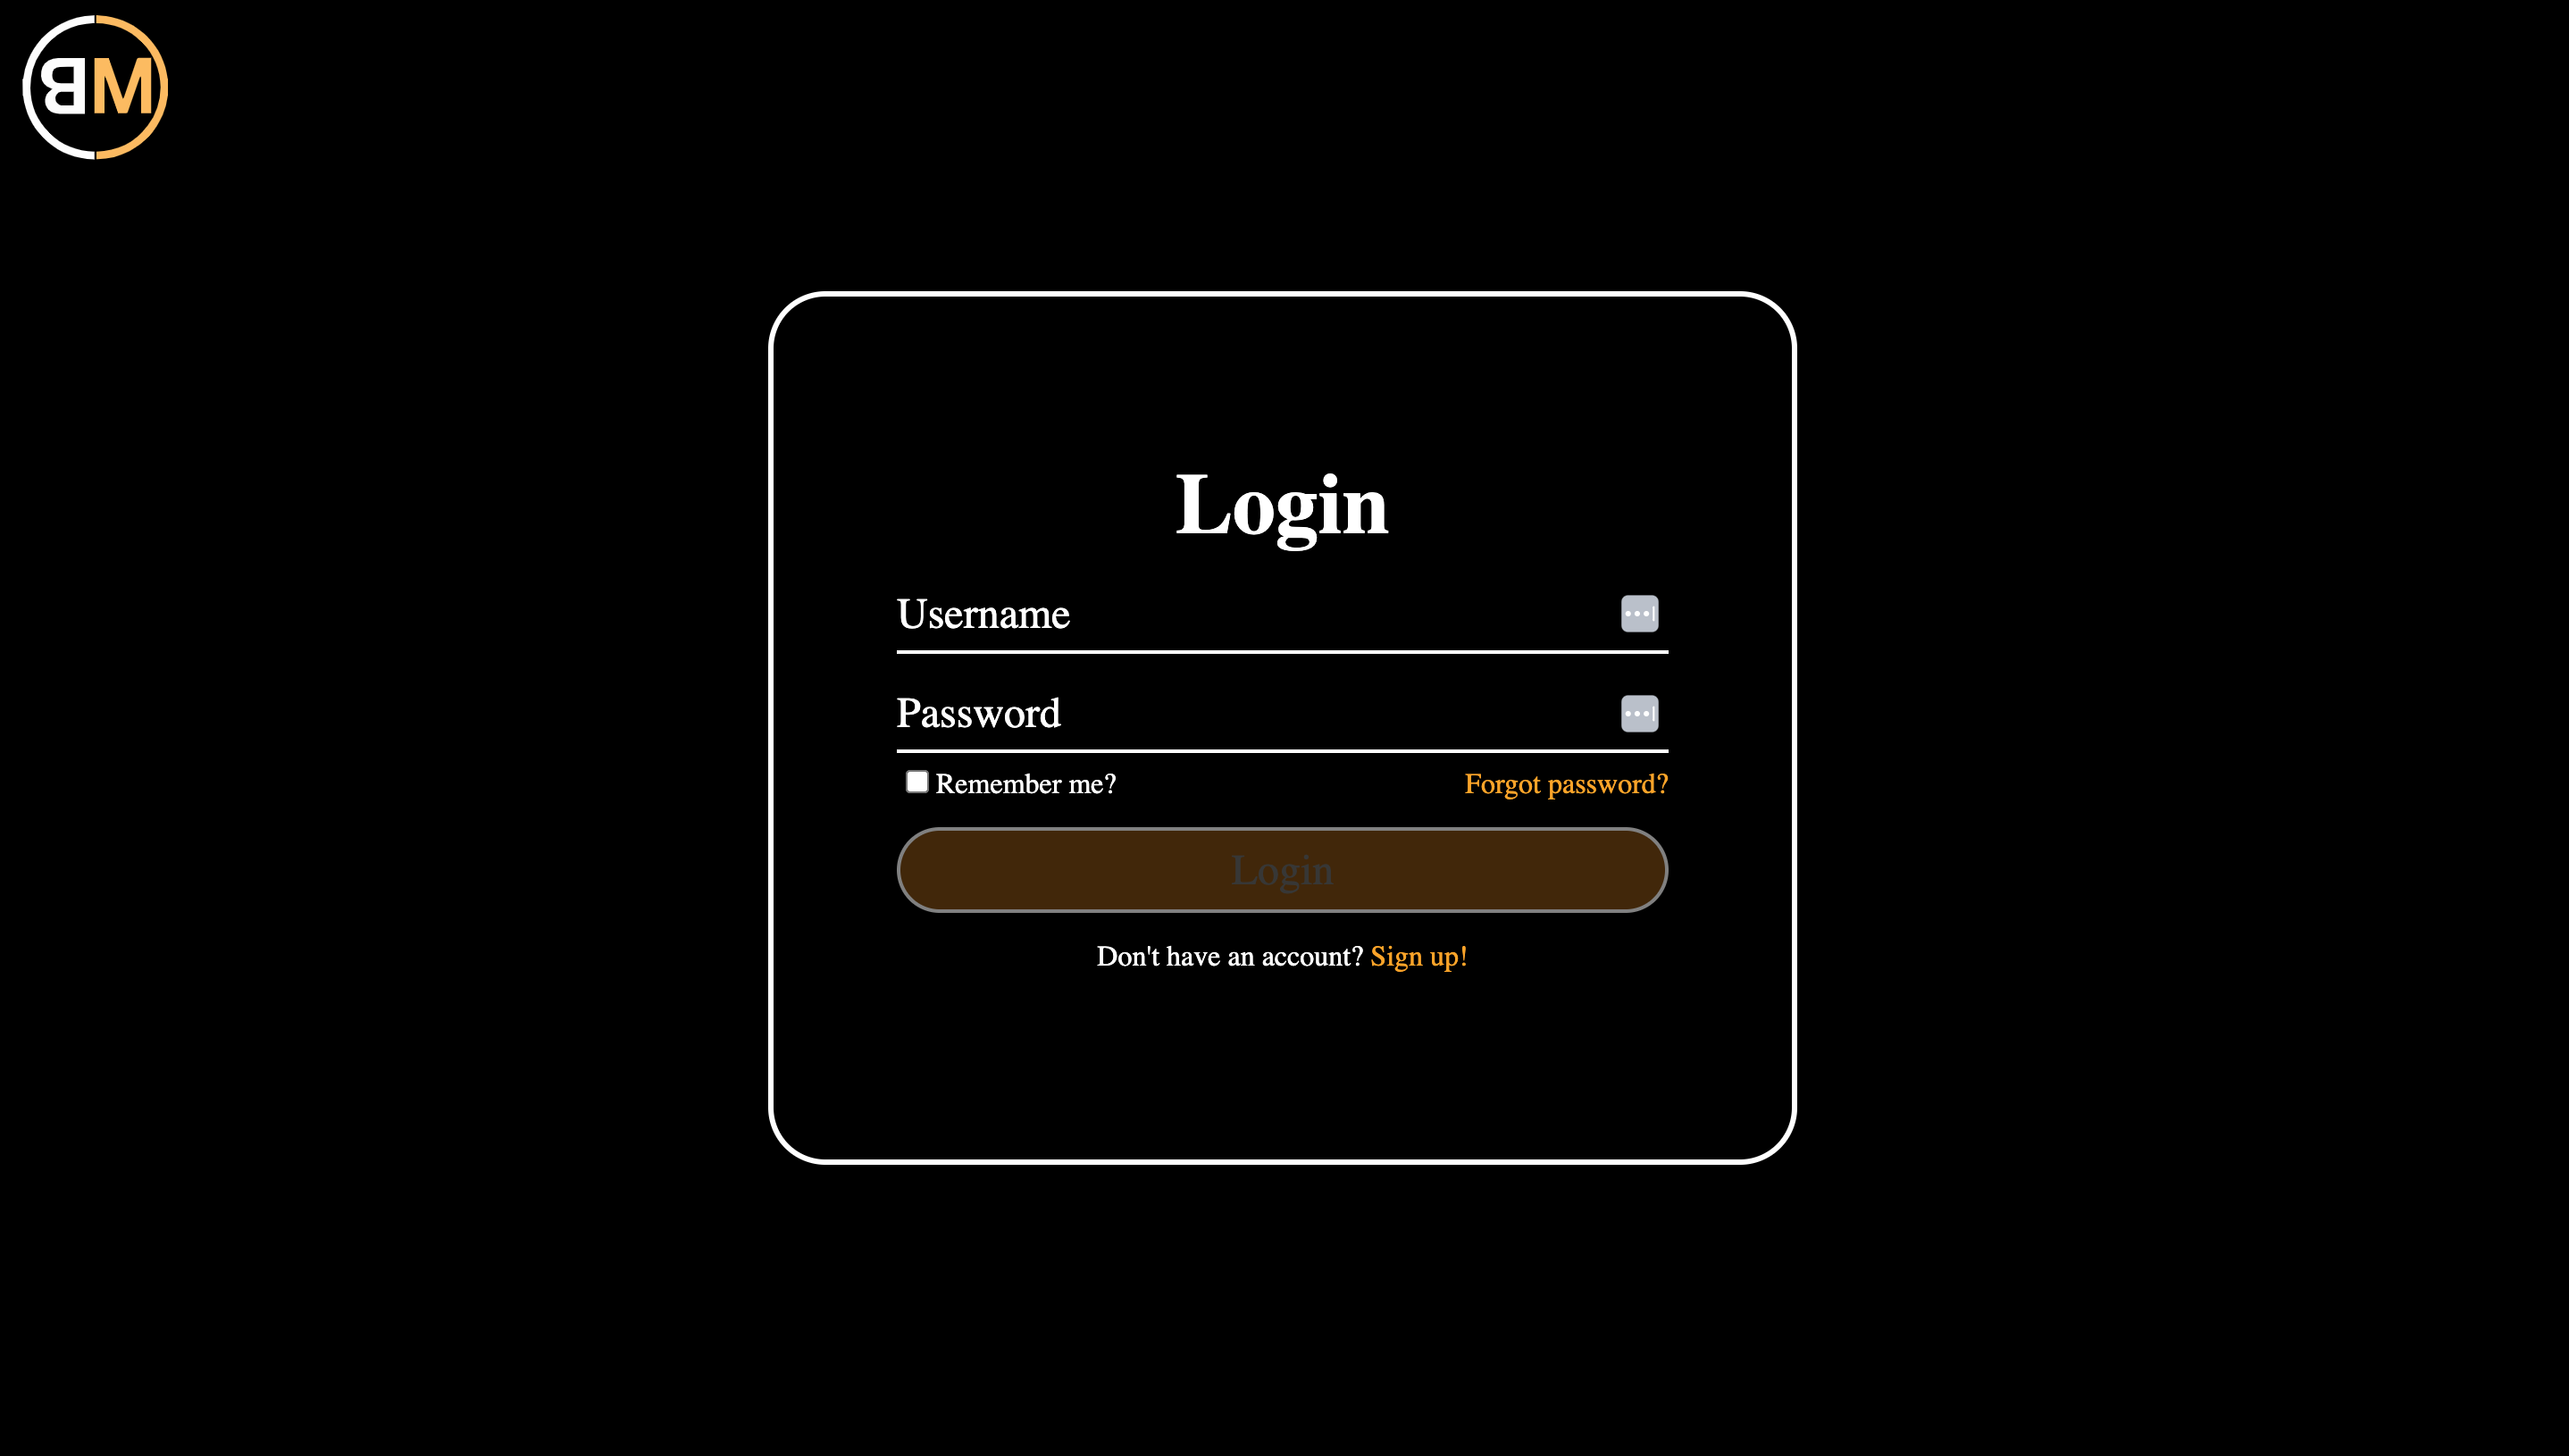 BM
Login
Username
Password
Remember me? Forgot password?
Login
Don't have an account? Sign up!